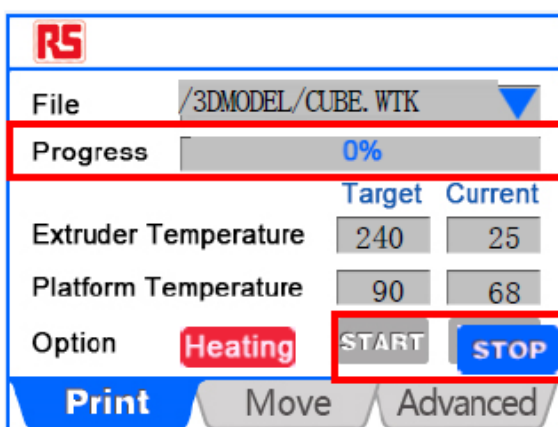 RS
File /3DMODEL/CUBE.WTK
Progress 0%
Target Current
Extruder Temperature 240 25
Platform Temperature 90 68
Option Heating START STOP
Print Move Advanced